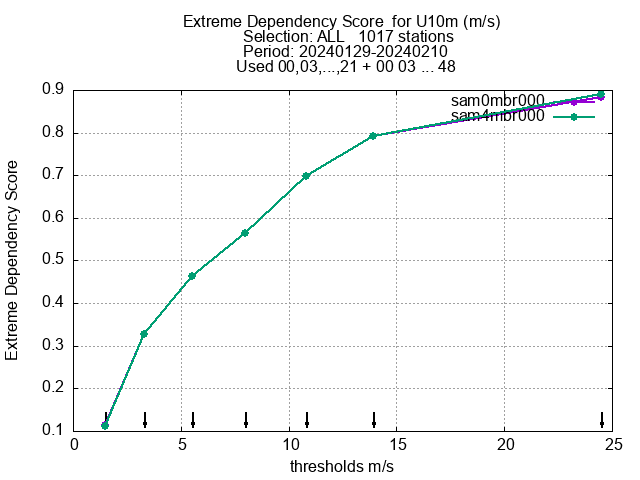 Extreme Dependency Score  for U10m (m/s)
Selection: ALL   1017 stations
Period: 20240129-20240210
Used 00,03,...,21 + 00 03 ... 48
sam0mbr000
sam4mbr000
0.9
0.8
0.7
0.6
0.5
0.4
0.3
0.2
0.1
Extreme Dependency Score
0 5 10 15 20 25
thresholds m/s